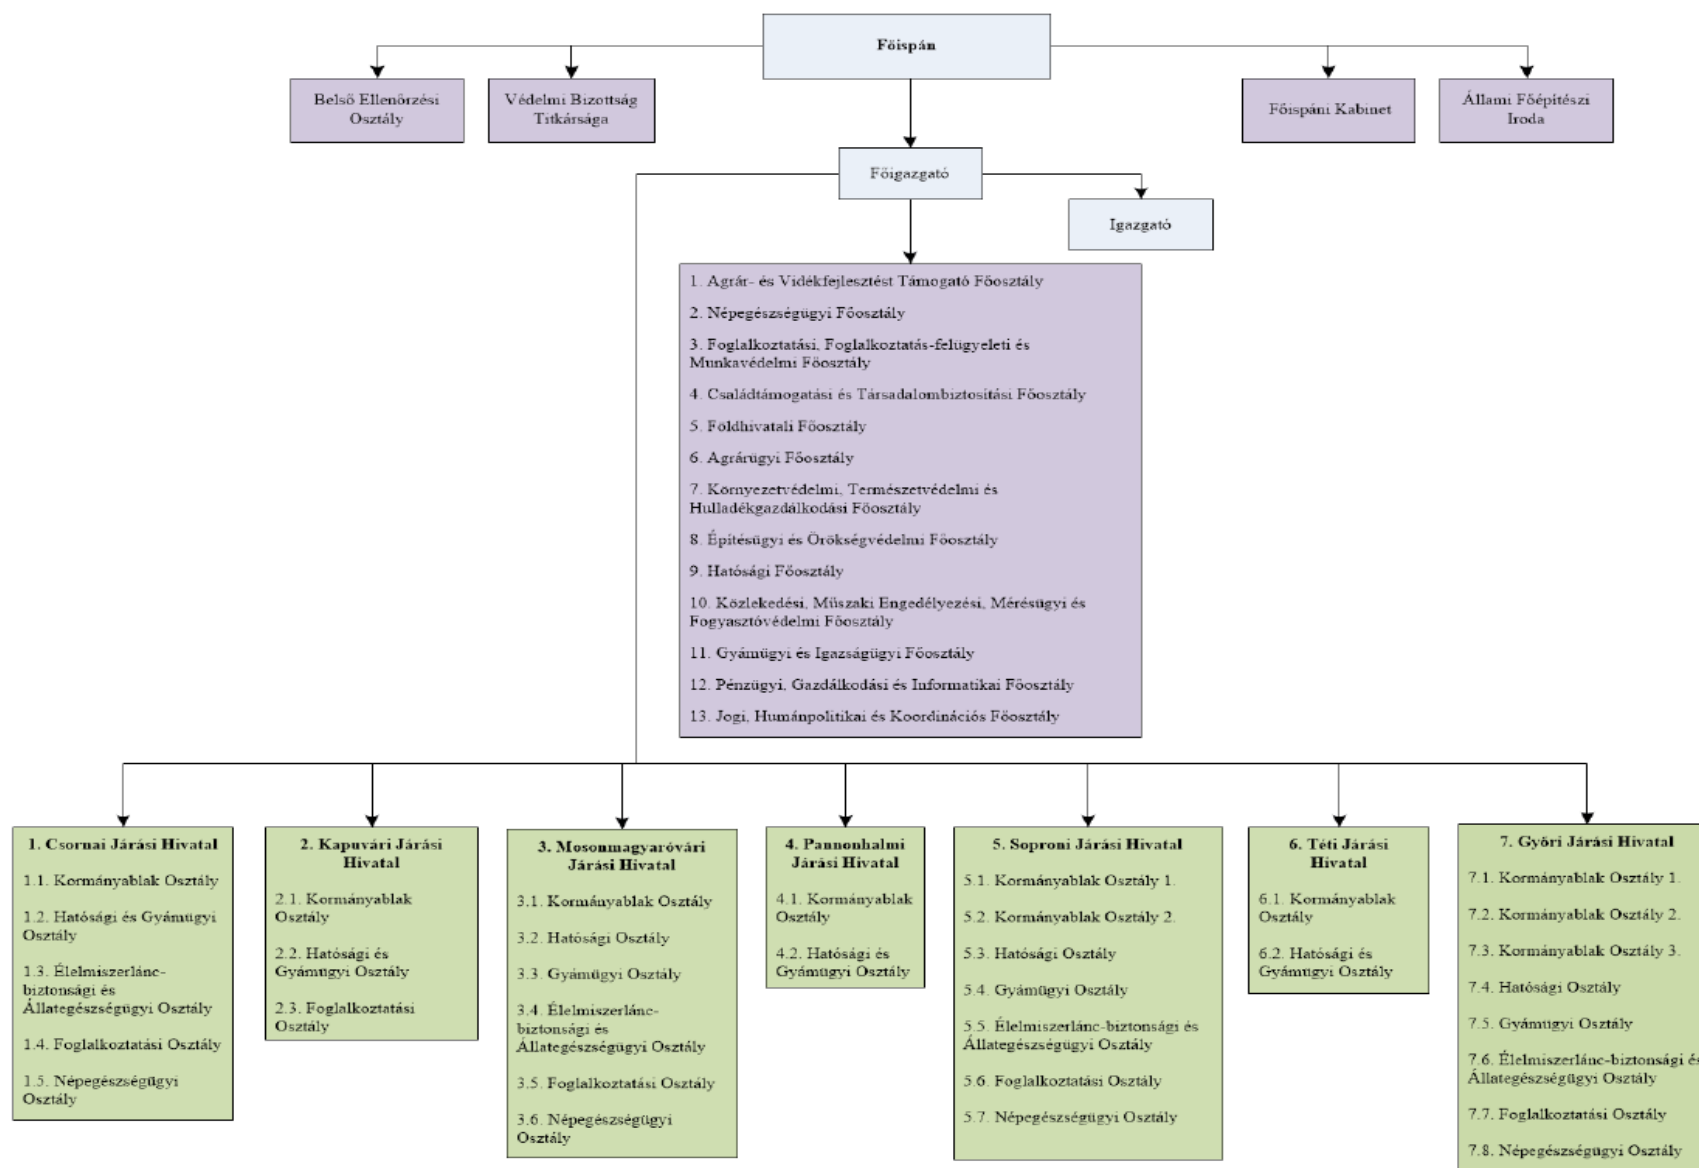 Főispán
Belső Ellenőrzési
Osztály
Védelmi Bizottság
Titkársága
Főispáni Kabinet
Állami Főépítészi
Iroda
Főigazgató
Igazgató
1. Agrár- és Vidékfejlesztést Támogató Főosztály
2. Népegészségügyi Főosztály
3. Foglalkoztatási, Foglalkoztatás-felügyeleti és
Munkavédelmi Főosztály
4. Családtámogatási és Társadalombiztosítási Főosztály
5. Földhivatali Főosztály
6. Agrárügyi Főosztály
7. Környezetvédelmi, Természetvédelmi és
Hulladékgazdálkodási Főosztály
8. Építésügyi és Örökségvédelmi Főosztály
9. Hatósági Főosztály
10. Közlekedési, Műszaki Engedélyezési, Mérésügyi és
Fogyasztóvédelmi Főosztály
11. Gyámügyi és Igazságügyi Főosztály
12. Pénzügyi, Gazdálkodási és Informatikai Főosztály
13. Jogi, Humánpolitikai és Koordinációs Főosztály
1. Csornai Járási Hivatal
1.1. Kormányablak Osztály
1.2. Hatósági és Gyámügyi
Osztály
1.3. Élelmiszerlánc-
biztonsági és
Állategészségügyi Osztály
1.4. Foglalkoztatási Osztály
1.5. Népegészségügyi
Osztály
2. Kapuvári Járási
Hivatal
2.1. Kormányablak
Osztály
2.2. Hatósági és
Gyámügyi Osztály
2.3. Foglalkoztatási
Osztály
3. Mosonmagyaróvári
Járási Hivatal
3.1. Kormányablak Osztály
3.2. Hatósági Osztály
3.3. Gyámügyi Osztály
3.4. Élelmiszerlánc-
biztonsági és
Állategészségügyi Osztály
3.5. Foglalkoztatási Osztály
3.6. Népegészségügyi
Osztály
4. Pannonhalmi
Járási Hivatal
4.1. Kormányablak
Osztály
4.2. Hatósági és
Gyámügyi Osztály
5. Soproni Járási Hivatal
5.1. Kormányablak Osztály 1.
5.2. Kormányablak Osztály 2.
5.3. Hatósági Osztály
5.4. Gyámügyi Osztály
5.5. Élelmiszerlánc-biztonsági és
Állategészségügyi Osztály
5.6. Foglalkoztatási Osztály
5.7. Népegészségügyi Osztály
6. Téti Járási
Hivatal
6.1. Kormányablak
Osztály
6.2. Hatósági és
Gyámügyi Osztály
7. Győri Járási Hivatal
7.1. Kormányablak Osztály 1.
7.2. Kormányablak Osztály 2.
7.3. Kormányablak Osztály 3.
7.4. Hatósági Osztály
7.5. Gyámügyi Osztály
7.6. Élelmiszerlánc-biztonsági és
Állategészségügyi Osztály
7.7. Foglalkoztatási Osztály
7.8. Népegészségügyi Osztály